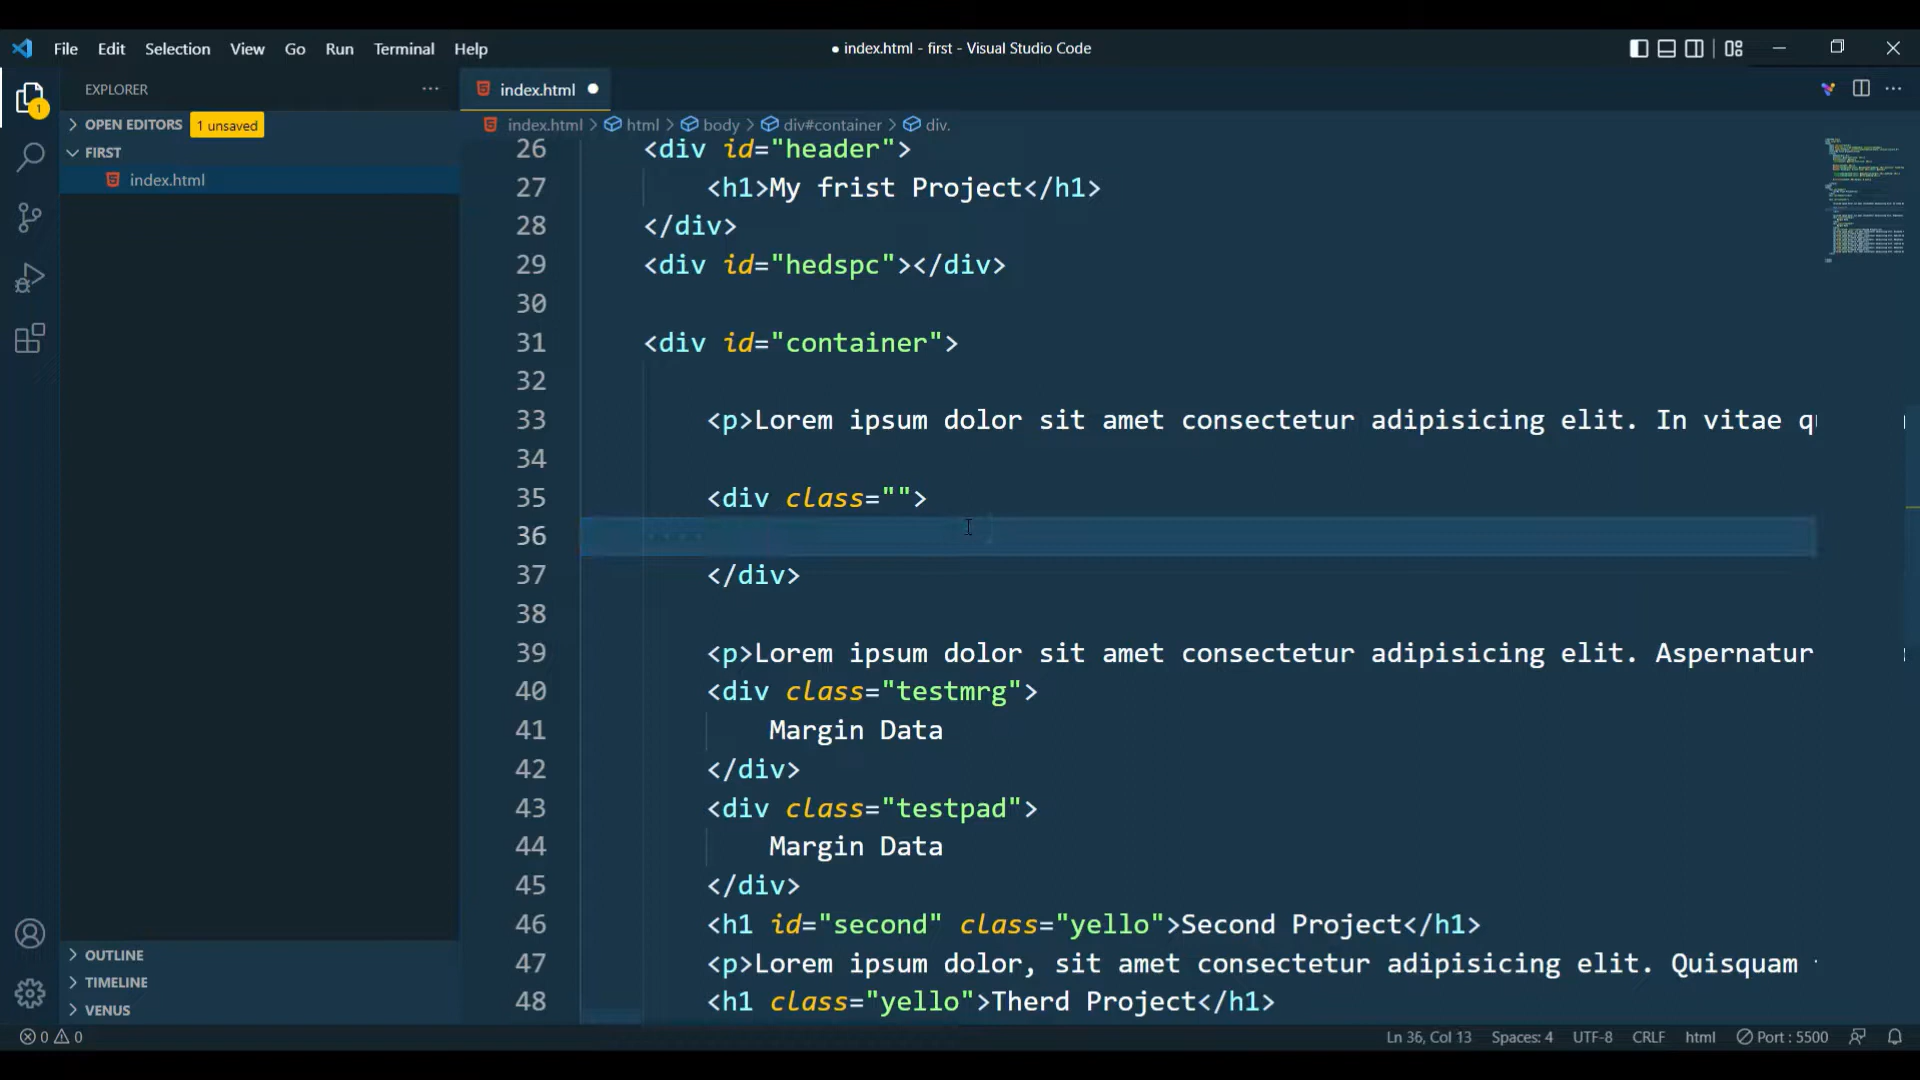 File Edit Selection View Go Run Terminal Help
● index.html - first - Visual Studio Code
EXPLORER
index.html
OPEN EDITORS 1 unsaved
index.html > html > body > div#container > div.
FIRST
index.html
1
26 <div id="header">
27 <h1>My frist Project</h1>
28 </div>
29 <div id="hedspc"></div>
30
31 <div id="container">
32
33 <p>Lorem ipsum dolor sit amet consectetur adipisicing elit. In vitae
34
35 <div class="">
36
37 </div>
38
39 <p>Lorem ipsum dolor sit amet consectetur adipisicing elit. Aspernatur
40 <div class="testmrg">
41 Margin Data
42 </div>
43 <div class="testpad">
44 Margin Data
45 </div>
46 <h1 id="second" class="yello">Second Project</h1>
47 <p>Lorem ipsum dolor, sit amet consectetur adipisicing elit. Quisquam
48 <h1 class="yello">Therd Project</h1>
OUTLINE
TIMELINE
VENUS
0 0
Ln 36, Col 13 Spaces: 4 UTF-8 CRLF html Port : 5500